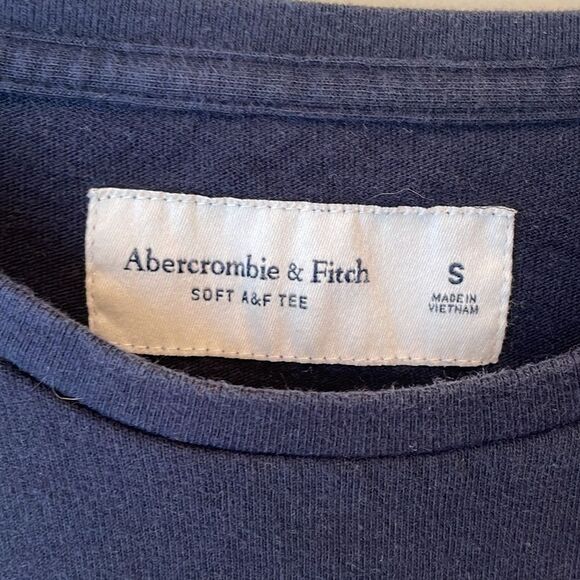 Abercrombie & Fitch
SOFT A&F TEE
S
MADE IN
VIETNAM